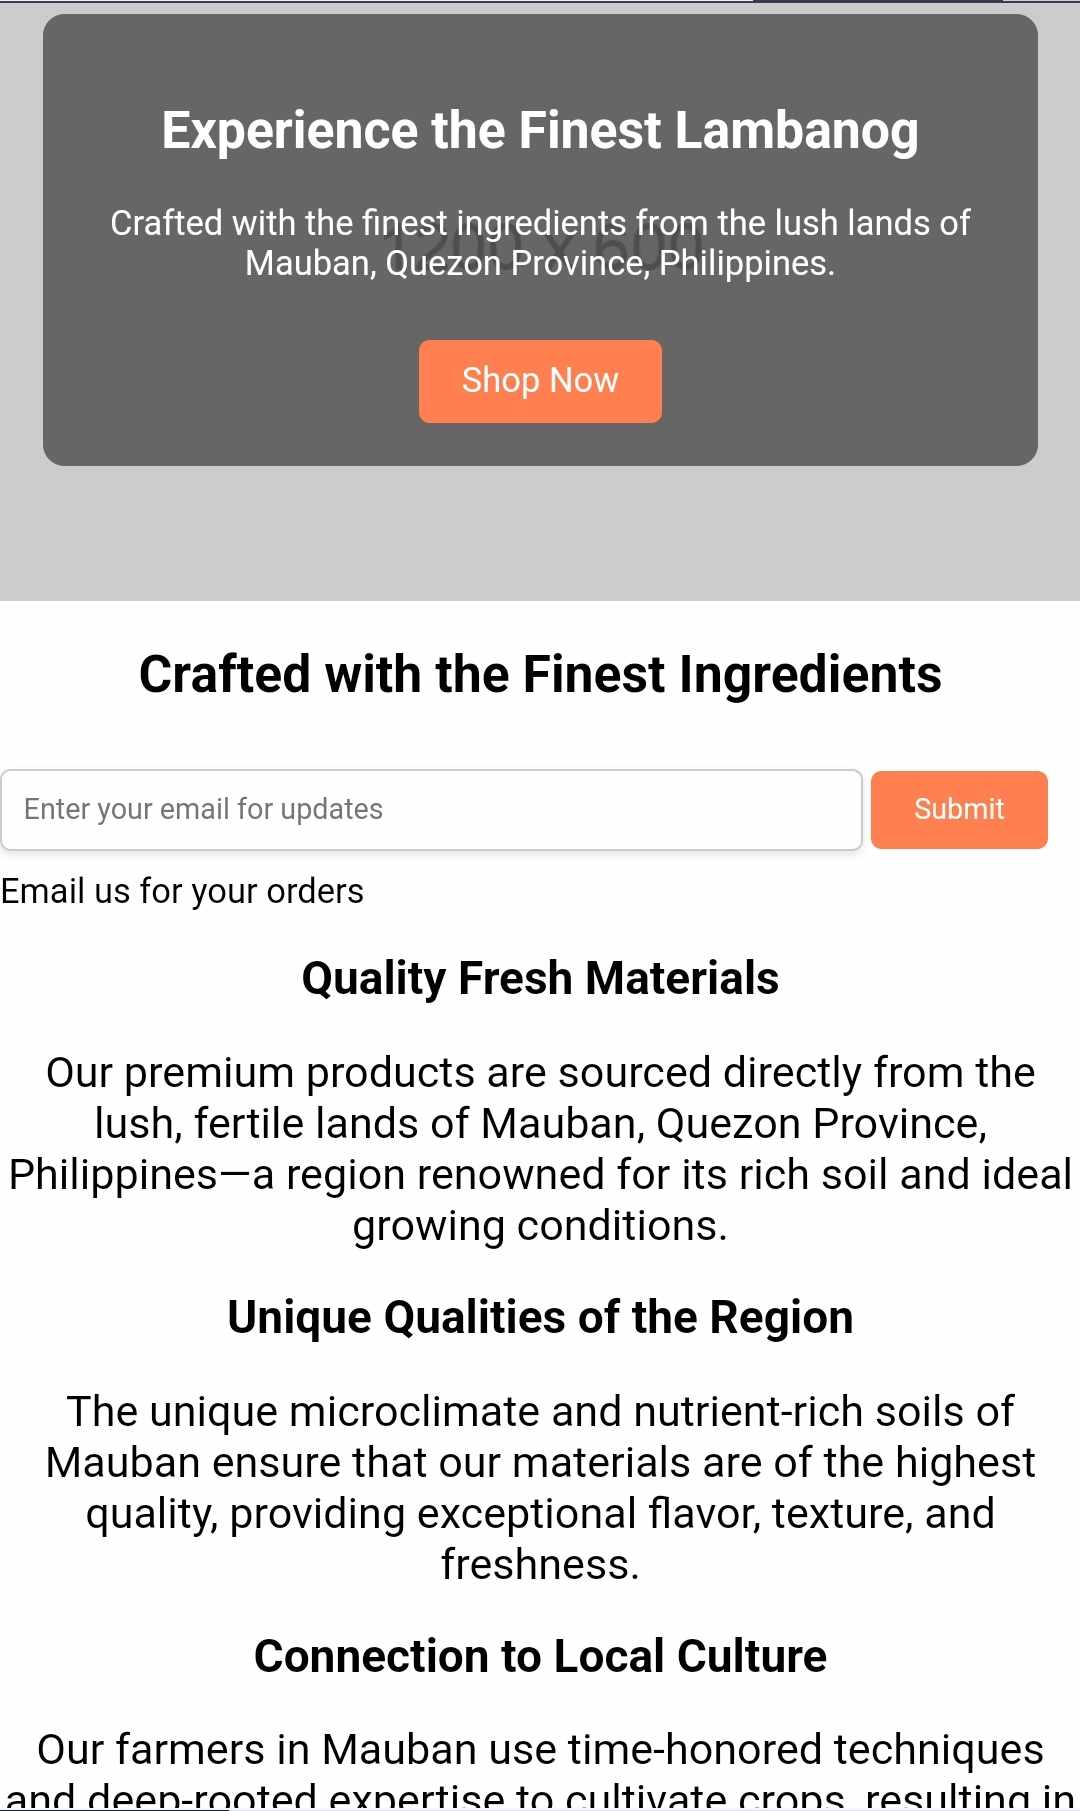 Experience the Finest Lambanog
Crafted with the finest ingredients from the lush lands of
Mauban, Quezon Province, Philippines.
1200 x 600
Shop Now
Crafted with the Finest Ingredients
Enter your email for updates
Submit
Email us for your orders
Quality Fresh Materials
Our premium products are sourced directly from the
lush, fertile lands of Mauban, Quezon Province,
Philippines—a region renowned for its rich soil and ideal
growing conditions.
Unique Qualities of the Region
The unique microclimate and nutrient-rich soils of
Mauban ensure that our materials are of the highest
quality, providing exceptional flavor, texture, and
freshness.
Connection to Local Culture
Our farmers in Mauban use time-honored techniques
and deep-rooted expertise to cultivate crops, resulting in